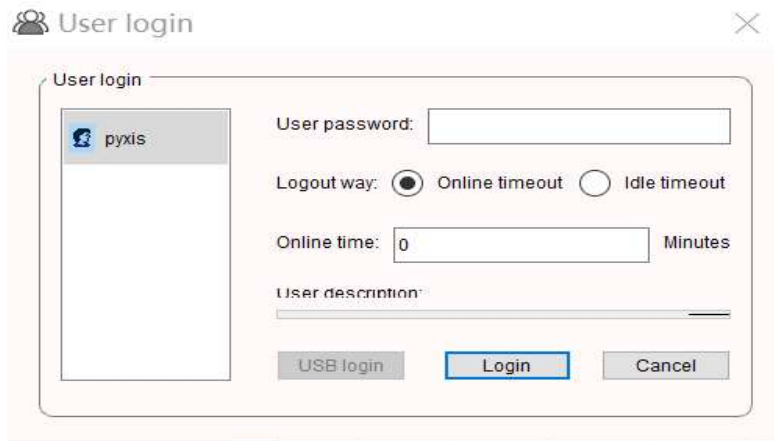 User login
User login
pyxis
User password:
Logout way: Online timeout Idle timeout
Online time: 0 Minutes
User description:
USB login Login Cancel